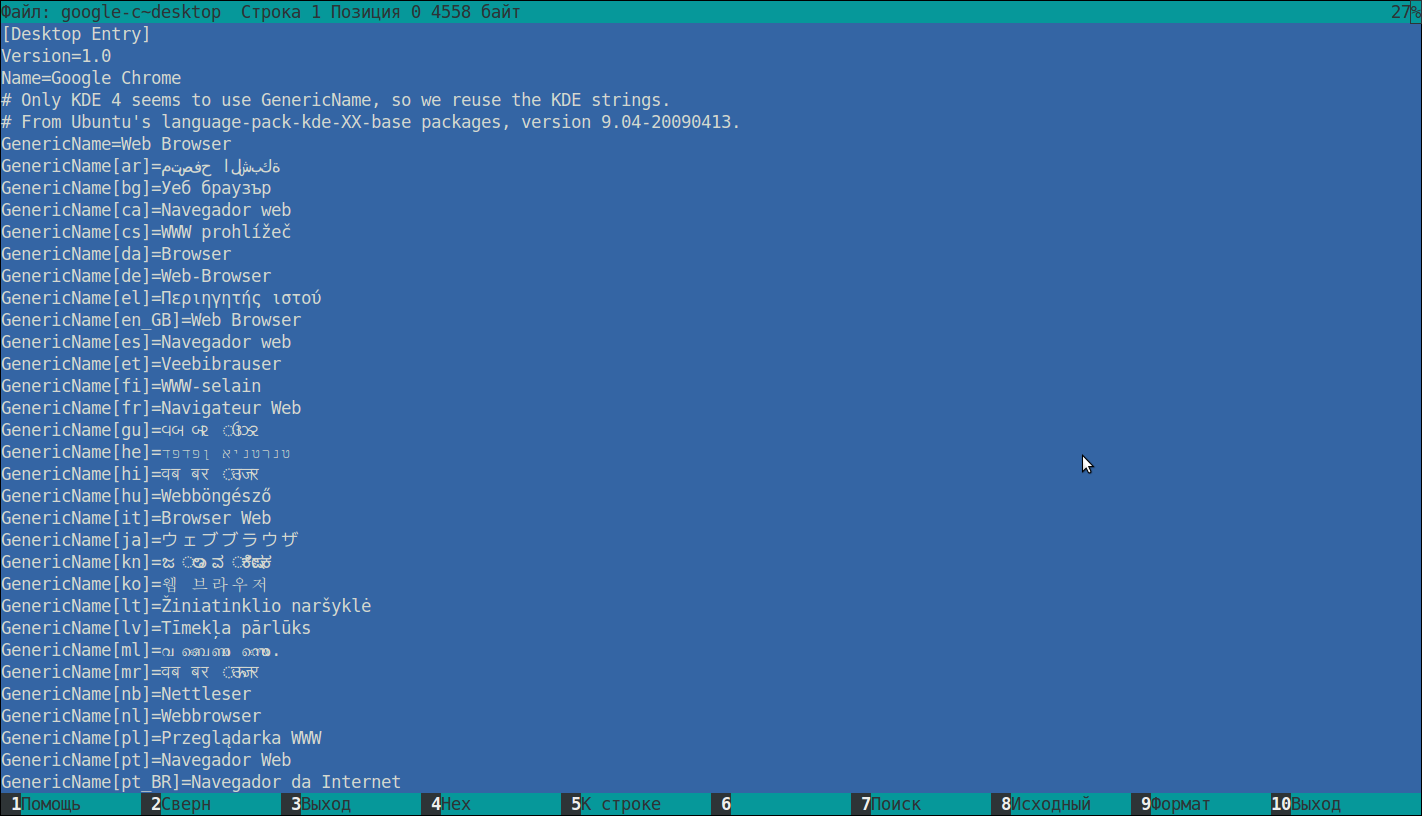 Файл: google-c~desktop  Строка 1 Позиция 0 4558 байт 27%
[Desktop Entry]
Version=1.0
Name=Google Chrome
# Only KDE 4 seems to use GenericName, so we reuse the KDE strings.
# From Ubuntu's language-pack-kde-XX-base packages, version 9.04-20090413.
GenericName=Web Browser
GenericName[ar]=متصفح الشبكة
GenericName[bg]=Уеб браузър
GenericName[ca]=Navegador web
GenericName[cs]=WWW prohlížeč
GenericName[da]=Browser
GenericName[de]=Web-Browser
GenericName[el]=Περιηγητής ιστού
GenericName[en_GB]=Web Browser
GenericName[es]=Navegador web
GenericName[et]=Veebibrauser
GenericName[fi]=WWW-selain
GenericName[fr]=Navigateur Web
GenericName[gu]=
GenericName[he]=דפדפן אינטרנט
GenericName[hi]=
GenericName[hu]=Webböngésző
GenericName[it]=Browser Web
GenericName[ja]=ウェブブラウザ
GenericName[kn]=
GenericName[ko]=웹 브라우저
GenericName[lt]=Žiniatinklio naršyklė
GenericName[lv]=Tīmekļa pārlūks
GenericName[ml]=
GenericName[mr]=
GenericName[nb]=Nettleser
GenericName[nl]=Webbrowser
GenericName[pl]=Przeglądarka WWW
GenericName[pt]=Navegador Web
GenericName[pt_BR]=Navegador da Internet
1Помощь 2Сверн 3Выход 4Hex 5К строке 6 7Поиск 8Исходный 9Формат 10Выход